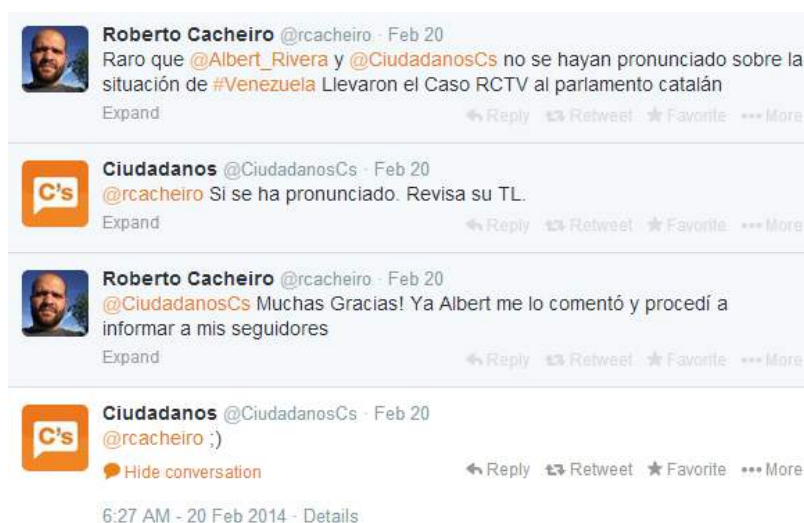 Roberto Cacheiro @rcacheiro · Feb 20
Raro que @Albert_Rivera y @CiudadanosCs no se hayan pronunciado sobre la
situación de #Venezuela Llevaron el Caso RCTV al parlamento catalán
Expand Reply Retweet Favorite More
C's
Ciudadanos @CiudadanosCs · Feb 20
@rcacheiro Si se ha pronunciado. Revisa su TL.
Expand Reply Retweet Favorite More
Roberto Cacheiro @rcacheiro · Feb 20
@CiudadanosCs Muchas Gracias! Ya Albert me lo comentó y procedí a
informar a mis seguidores
Expand Reply Retweet Favorite More
C's
Ciudadanos @CiudadanosCs · Feb 20
@rcacheiro ;)
Hide conversation Reply Retweet Favorite More
6:27 AM - 20 Feb 2014 · Details